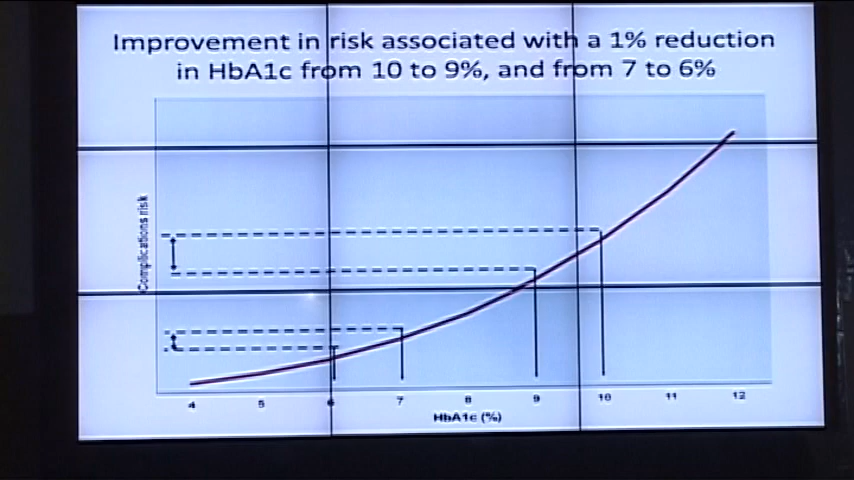 Improvement in risk associated with a 1% reduction
in HbA1c from 10 to 9%, and from 7 to 6%
Complications risk
4 5 6 7 8 9 10 11 12
HbA1c (%)